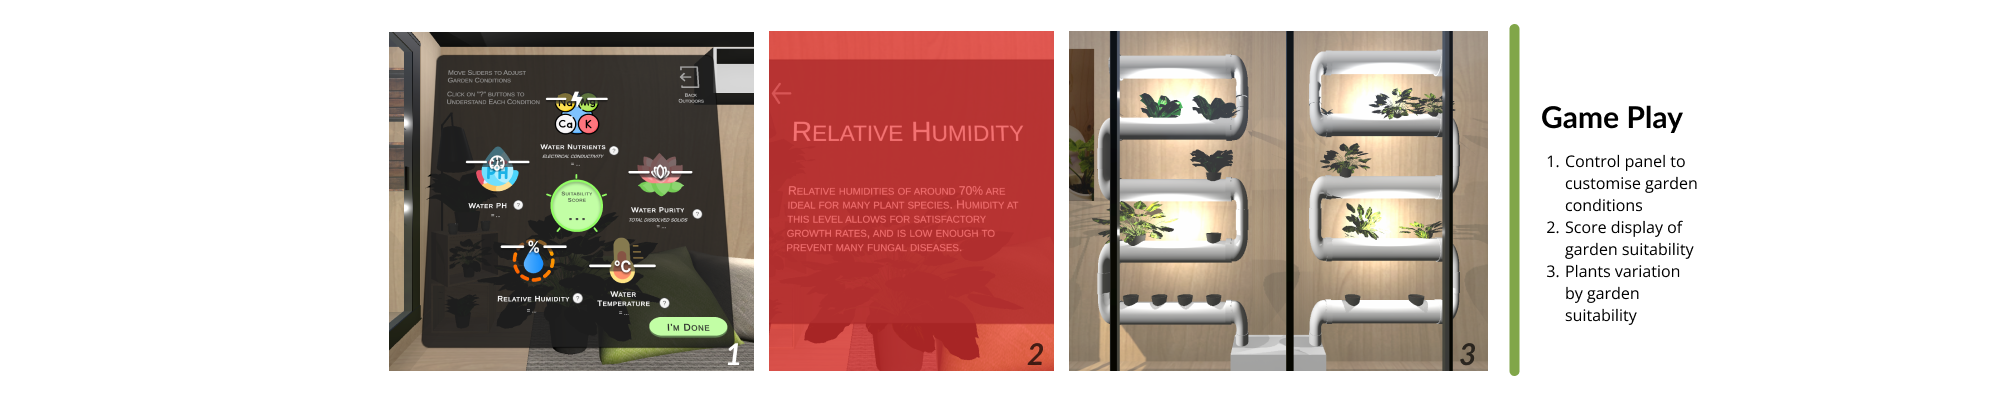 Move Sliders to Adjust
Garden Conditions
Click on "?" buttons to
Understand Each Condition
Back
Outdoors
Na Mg
Ca K
Water Nutrients ?
Electrical Conductivity
= ...
PH
Water PH ?
= ...
Suitability
Score
...
Water Purity ?
Total Dissolved Solids
= ...
%
Relative Humidity ?
= ...
°C
Water
Temperature ?
= ...
I'm Done
1
Relative Humidity
Relative humidities of around 70% are
ideal for many plant species. Humidity at
this level allows for satisfactory
growth rates, and is low enough to
prevent many fungal diseases.
2
3
Game Play
1. Control panel to
customise garden
conditions
2. Score display of
garden suitability
3. Plants variation
by garden
suitability